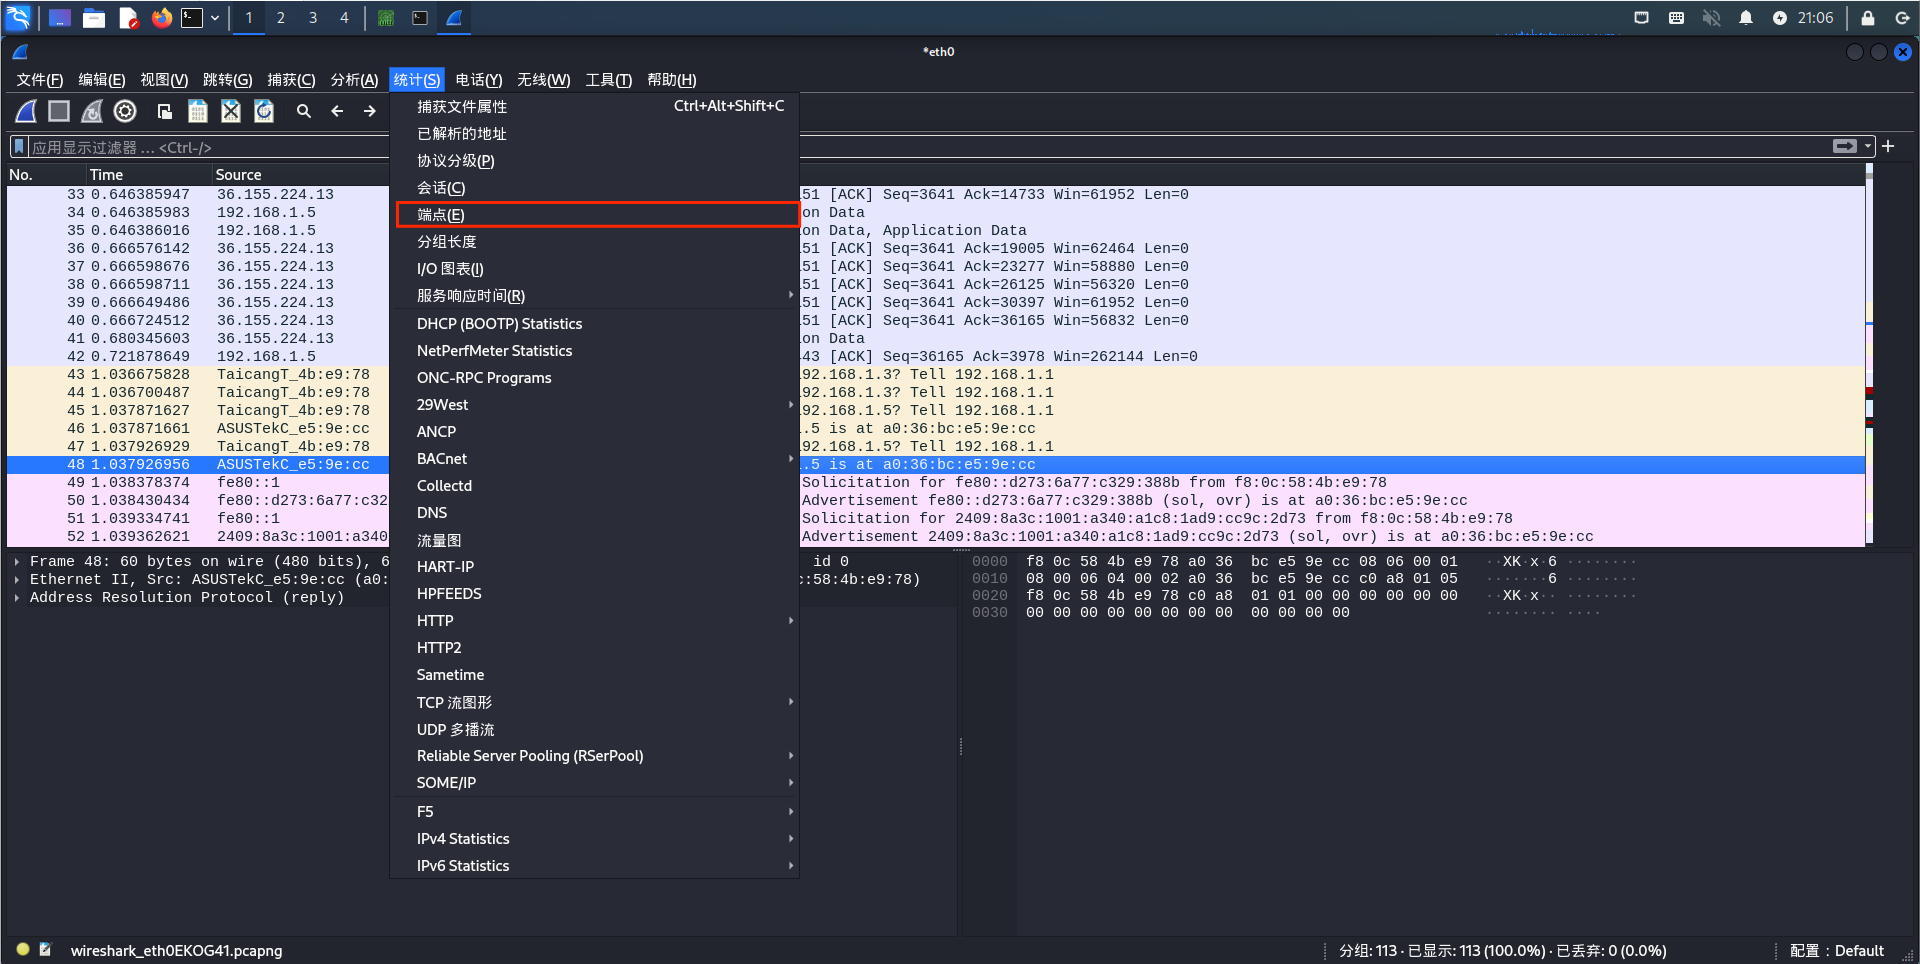 1 2 3 4 21:06
*eth0
文件(F) 编辑(E) 视图(V) 跳转(G) 捕获(C) 分析(A) 统计(S) 电话(Y) 无线(W) 工具(T) 帮助(H)
应用显示过滤器 … <Ctrl-/>
No. Time Source
33 0.646385947 36.155.224.13 51 [ACK] Seq=3641 Ack=14733 Win=61952 Len=0
34 0.646385983 192.168.1.5 on Data
35 0.646386016 192.168.1.5 on Data, Application Data
36 0.666576142 36.155.224.13 51 [ACK] Seq=3641 Ack=19005 Win=62464 Len=0
37 0.666598676 36.155.224.13 51 [ACK] Seq=3641 Ack=23277 Win=58880 Len=0
38 0.666598711 36.155.224.13 51 [ACK] Seq=3641 Ack=26125 Win=56320 Len=0
39 0.666649486 36.155.224.13 51 [ACK] Seq=3641 Ack=30397 Win=61952 Len=0
40 0.666724512 36.155.224.13 51 [ACK] Seq=3641 Ack=36165 Win=56832 Len=0
41 0.680345603 36.155.224.13 on Data
42 0.721878649 192.168.1.5 43 [ACK] Seq=36165 Ack=3978 Win=262144 Len=0
43 1.036675828 TaicangT_4b:e9:78 92.168.1.3? Tell 192.168.1.1
44 1.036700487 TaicangT_4b:e9:78 92.168.1.3? Tell 192.168.1.1
45 1.037871627 TaicangT_4b:e9:78 92.168.1.5? Tell 192.168.1.1
46 1.037871661 ASUSTekC_e5:9e:cc .5 is at a0:36:bc:e5:9e:cc
47 1.037926929 TaicangT_4b:e9:78 92.168.1.5? Tell 192.168.1.1
48 1.037926956 ASUSTekC_e5:9e:cc .5 is at a0:36:bc:e5:9e:cc
49 1.038378374 fe80::1 Solicitation for fe80::d273:6a77:c329:388b from f8:0c:58:4b:e9:78
50 1.038430434 fe80::d273:6a77:c32 Advertisement fe80::d273:6a77:c329:388b (sol, ovr) is at a0:36:bc:e5:9e:cc
51 1.039334741 fe80::1 Solicitation for 2409:8a3c:1001:a340:a1c8:1ad9:cc9c:2d73 from f8:0c:58:4b:e9:78
52 1.039362621 2409:8a3c:1001:a340 Advertisement 2409:8a3c:1001:a340:a1c8:1ad9:cc9c:2d73 (sol, ovr) is at a0:36:bc:e5:9e:cc
捕获文件属性 Ctrl+Alt+Shift+C
已解析的地址
协议分级(P)
会话(C)
端点(E)
分组长度
I/O 图表(I)
服务响应时间(R)
DHCP (BOOTP) Statistics
NetPerfMeter Statistics
ONC-RPC Programs
29West
ANCP
BACnet
Collectd
DNS
流量图
HART-IP
HPFEEDS
HTTP
HTTP2
Sametime
TCP 流图形
UDP 多播流
Reliable Server Pooling (RSerPool)
SOME/IP
F5
IPv4 Statistics
IPv6 Statistics
Frame 48: 60 bytes on wire (480 bits), 6 id 0
Ethernet II, Src: ASUSTekC_e5:9e:cc (a0: c:58:4b:e9:78)
Address Resolution Protocol (reply)
0000 f8 0c 58 4b e9 78 a0 36 bc e5 9e cc 08 06 00 01 ··XK·x·6 ········
0010 08 00 06 04 00 02 a0 36 bc e5 9e cc c0 a8 01 05 ·······6 ········
0020 f8 0c 58 4b e9 78 c0 a8 01 01 00 00 00 00 00 00 ··XK·x·· ········
0030 00 00 00 00 00 00 00 00 00 00 00 00 ········ ····
wireshark_eth0EKOG41.pcapng 分组: 113 · 已显示: 113 (100.0%) · 已丢弃: 0 (0.0%) 配置：Default